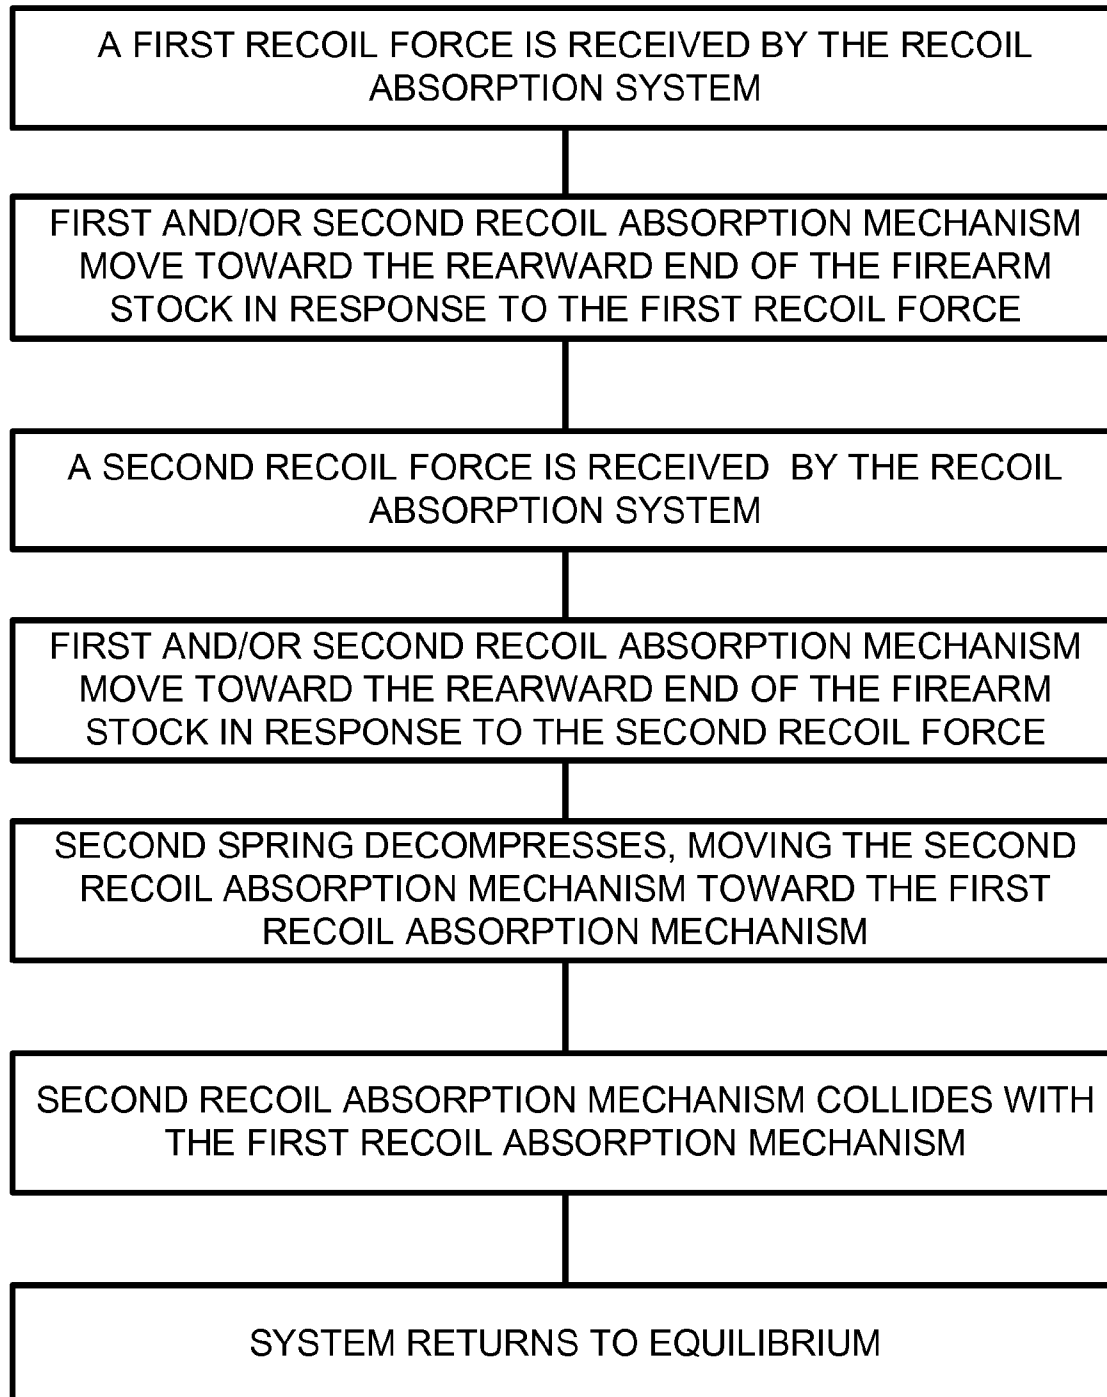 A FIRST RECOIL FORCE IS RECEIVED BY THE RECOIL
ABSORPTION SYSTEM
FIRST AND/OR SECOND RECOIL ABSORPTION MECHANISM
MOVE TOWARD THE REARWARD END OF THE FIREARM
STOCK IN RESPONSE TO THE FIRST RECOIL FORCE
A SECOND RECOIL FORCE IS RECEIVED BY THE RECOIL
ABSORPTION SYSTEM
FIRST AND/OR SECOND RECOIL ABSORPTION MECHANISM
MOVE TOWARD THE REARWARD END OF THE FIREARM
STOCK IN RESPONSE TO THE SECOND RECOIL FORCE
SECOND SPRING DECOMPRESSES, MOVING THE SECOND
RECOIL ABSORPTION MECHANISM TOWARD THE FIRST
RECOIL ABSORPTION MECHANISM
SECOND RECOIL ABSORPTION MECHANISM COLLIDES WITH
THE FIRST RECOIL ABSORPTION MECHANISM
SYSTEM RETURNS TO EQUILIBRIUM